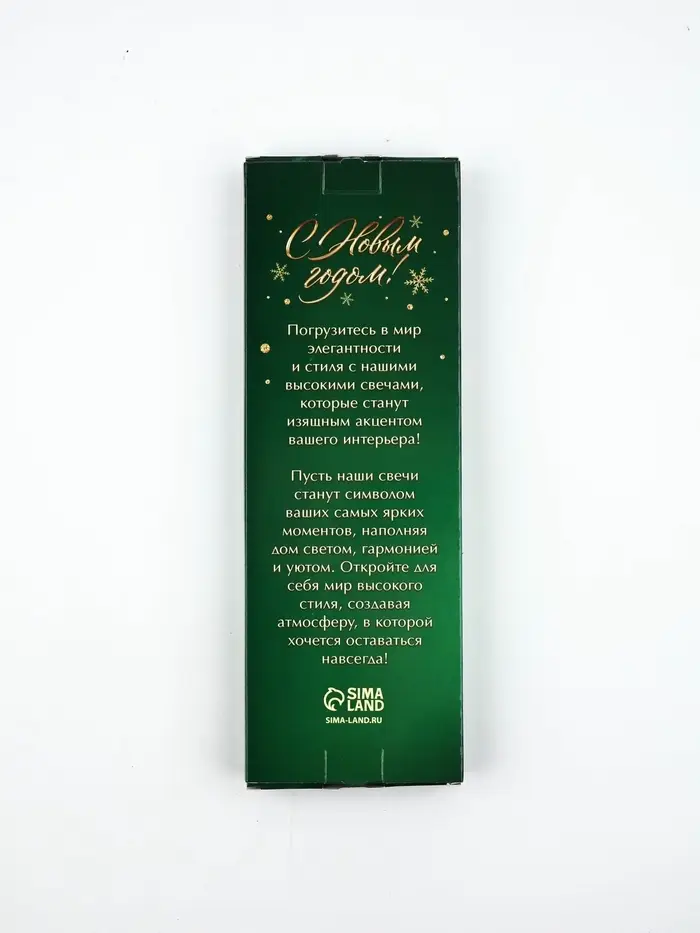 С Новым
годом!
Погрузитесь в мир
элегантности
и стиля с нашими
высокими свечами,
которые станут
изящным акцентом
вашего интерьера!
Пусть наши свечи
станут символом
ваших самых ярких
моментов, наполняя
дом светом, гармонией
и уютом. Откройте для
себя мир высокого
стиля, создавая
атмосферу, в которой
хочется оставаться
навсегда!
SIMA
LAND
SIMA-LAND.RU